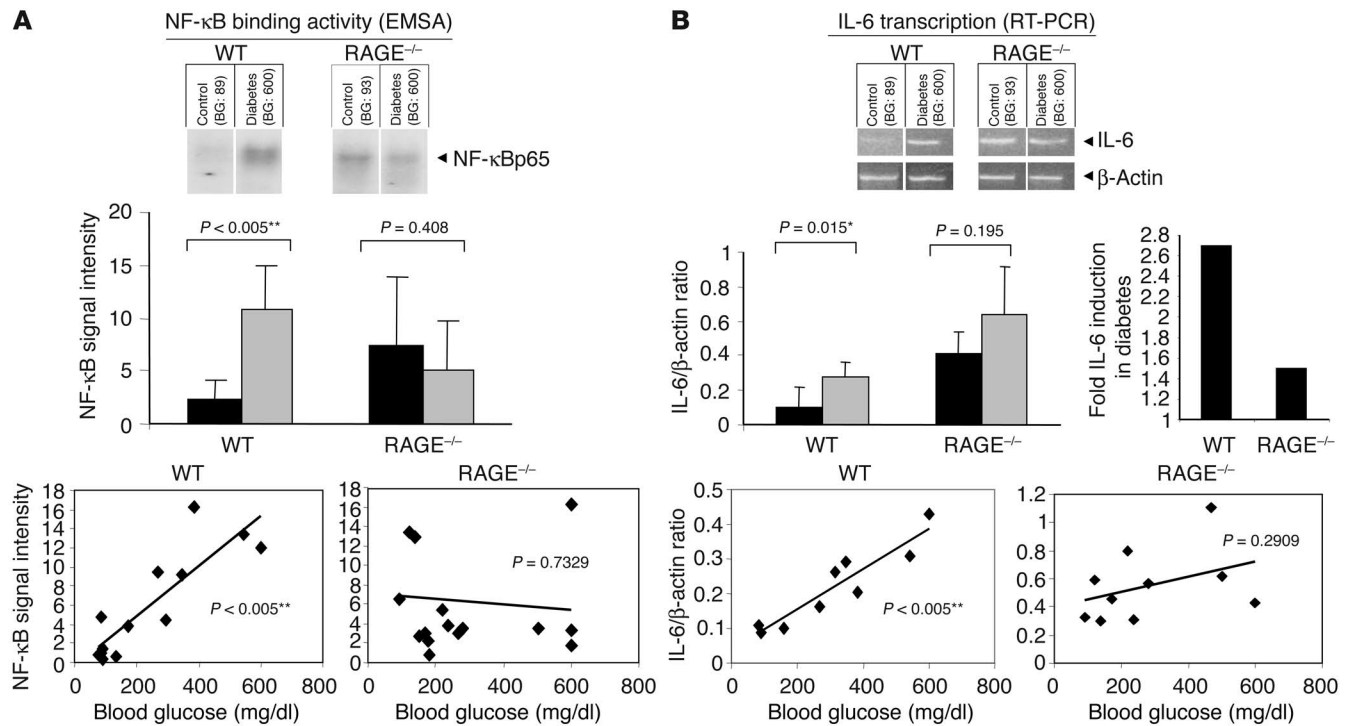 A
NF-κB binding activity (EMSA)
WT
RAGE–/–
Control
(BG: 89)
Diabetes
(BG: 600)
Control
(BG: 93)
Diabetes
(BG: 600)
◄ NF-κBp65
NF-κB signal intensity
20
15
10
5
0
P < 0.005**
P = 0.408
WT
RAGE–/–
WT
NF-κB signal intensity
18
16
14
12
10
8
6
4
2
0
P < 0.005**
0 200 400 600 800
Blood glucose (mg/dl)
RAGE–/–
18
16
14
12
10
8
6
4
2
0
P = 0.7329
0 200 400 600 800
Blood glucose (mg/dl)
B
IL-6 transcription (RT-PCR)
WT
RAGE–/–
Control
(BG: 89)
Diabetes
(BG: 600)
Control
(BG: 93)
Diabetes
(BG: 600)
◄ IL-6
◄ β-Actin
IL-6/β-actin ratio
1
0.8
0.6
0.4
0.2
0
P = 0.015*
P = 0.195
WT
RAGE–/–
Fold IL-6 induction
in diabetes
2.8
2.6
2.4
2.2
2
1.8
1.6
1.4
1.2
1
WT
RAGE–/–
WT
IL-6/β-actin ratio
0.5
0.4
0.3
0.2
0.1
0
P < 0.005**
0 200 400 600 800
Blood glucose (mg/dl)
RAGE–/–
1.2
1
0.8
0.6
0.4
0.2
0
P = 0.2909
0 200 400 600 800
Blood glucose (mg/dl)